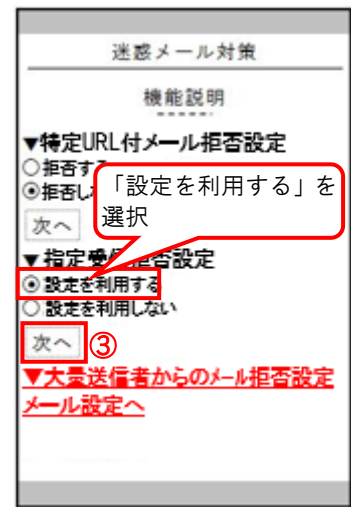 迷惑メール対策
機能説明
▼特定URL付メール拒否設定
○拒否する
◉拒否しな
「設定を利用する」を
選択
次へ
▼指定受信拒否設定
◉設定を利用する
○設定を利用しない
次へ ③
▼大量送信者からのメール拒否設定
メール設定へ